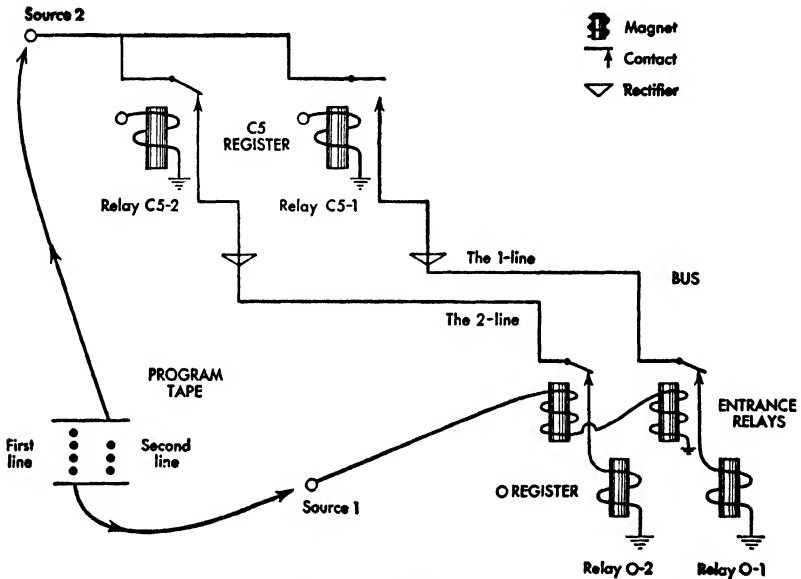 Source 2
Magnet
Contact
Rectifier
C5
REGISTER
Relay C5-2
Relay C5-1
The 1-line
BUS
The 2-line
PROGRAM
TAPE
ENTRANCE
RELAYS
First
line
Second
line
Source 1
O REGISTER
Relay O-2
Relay O-1